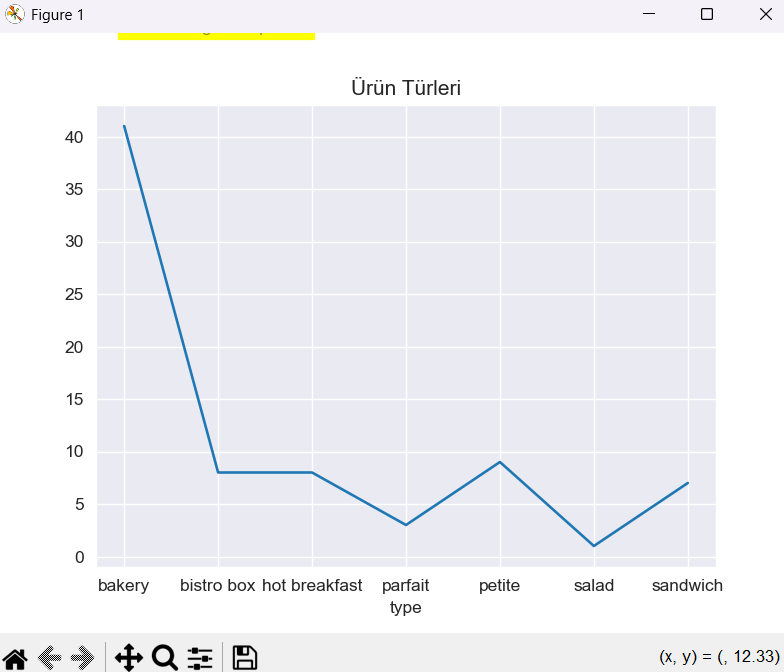 Figure 1
Ürün Türleri
40
35
30
25
20
15
10
5
0
bakery bistro box hot breakfast parfait petite salad sandwich
type
(x, y) = (, 12.33)